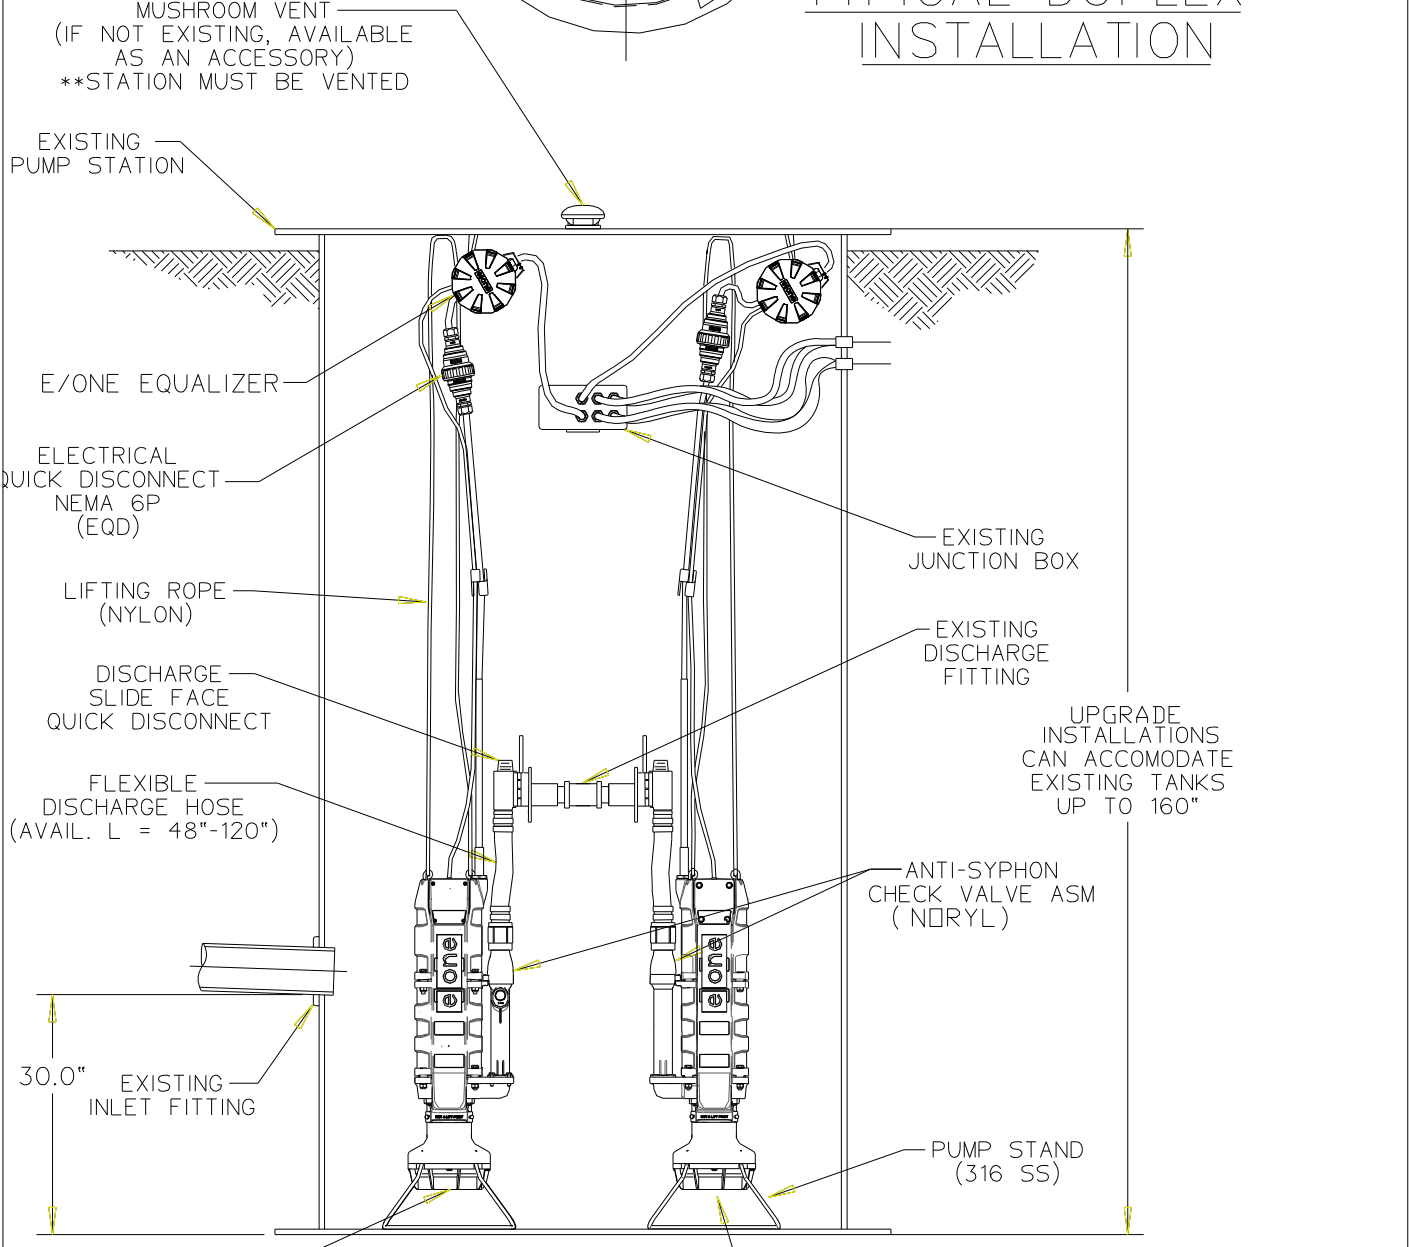 MUSHROOM VENT
(IF NOT EXISTING, AVAILABLE
AS AN ACCESSORY)
**STATION MUST BE VENTED
INSTALLATION
EXISTING
PUMP STATION
E/ONE EQUALIZER
ELECTRICAL
QUICK DISCONNECT
NEMA 6P
(EQD)
LIFTING ROPE
(NYLON)
DISCHARGE
SLIDE FACE
QUICK DISCONNECT
FLEXIBLE
DISCHARGE HOSE
(AVAIL. L = 48"-120")
EXISTING
JUNCTION BOX
EXISTING
DISCHARGE
FITTING
UPGRADE
INSTALLATIONS
CAN ACCOMODATE
EXISTING TANKS
UP TO 160"
ANTI-SYPHON
CHECK VALVE ASM
(N□RYL)
eone
eone
30.0"
EXISTING
INLET FITTING
PUMP STAND
(316 SS)